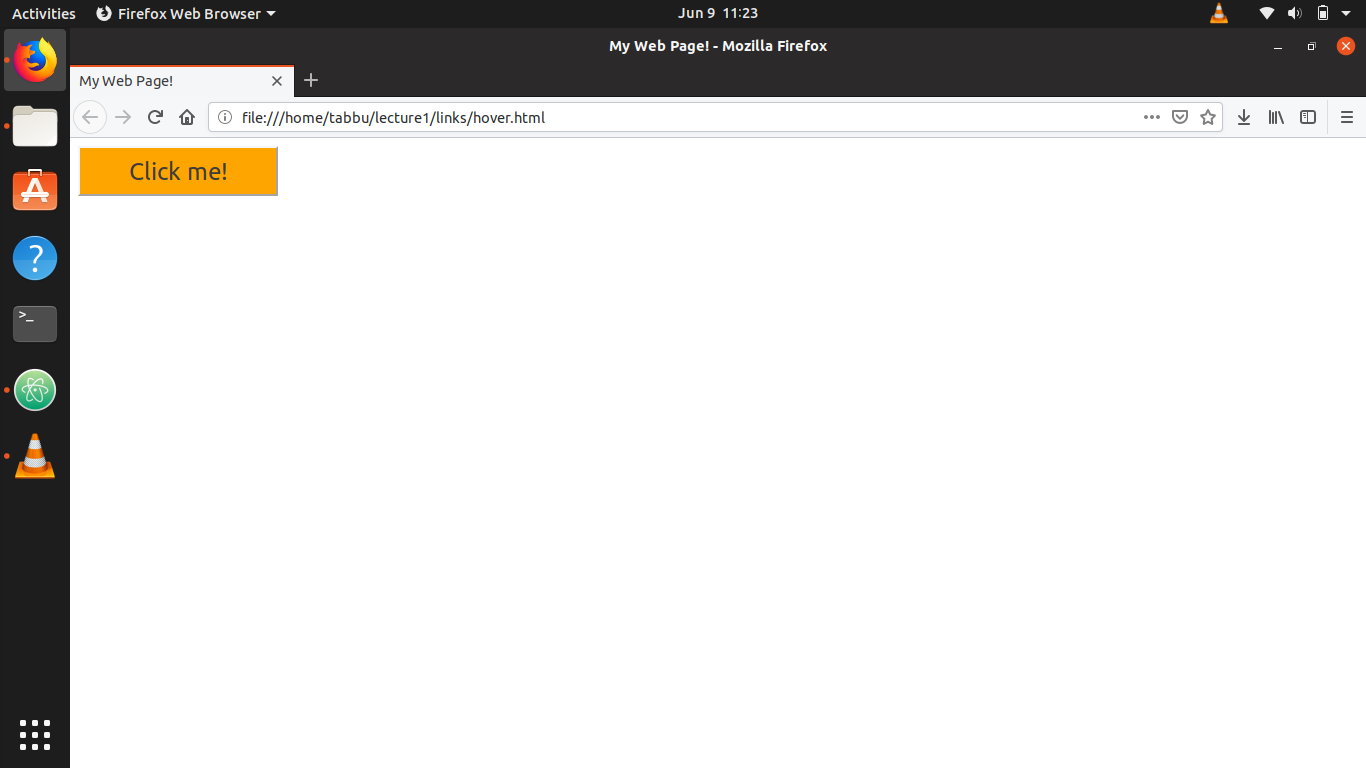 Activities Firefox Web Browser Jun 9 11:23
My Web Page! - Mozilla Firefox
My Web Page!
file:///home/tabbu/lecture1/links/hover.html
Click me!
?
>_